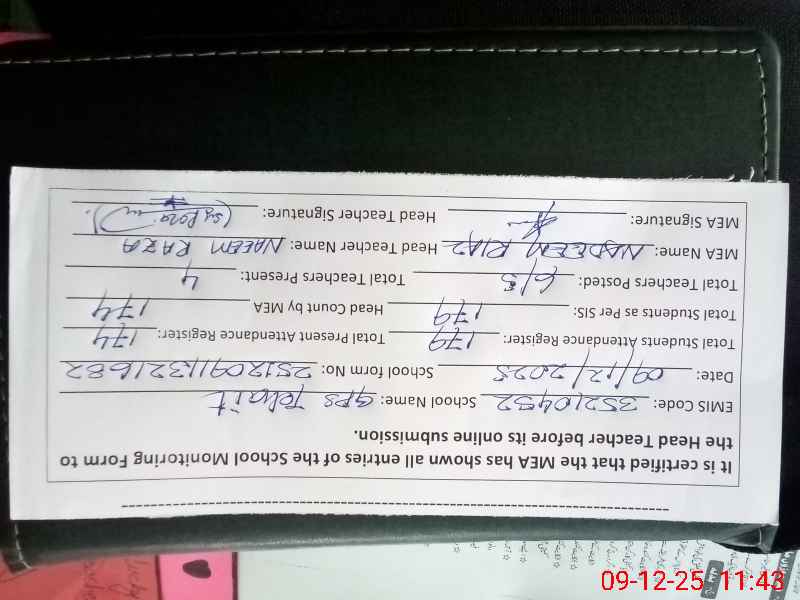 It is certified that the MEA has shown all entries of the School Monitoring Form to
the Head Teacher before its online submission.
EMIS Code: 35210452 School Name: GPS
Date: 09/12/2025 School form No: 251209113216 82
Total Students Attendance Register: 179 Total Present Attendant Register: 174
Total Students as Per SIS: 179 Head Count by MEA 174
Total Teachers Posted: 6/5 Total Teachers Present: 4
MEA Name: NADEEM RIAZ Head Teacher Name: NAEEM RAZA
MEA Signature: Head Teacher Signature:
09-12-25 11:43